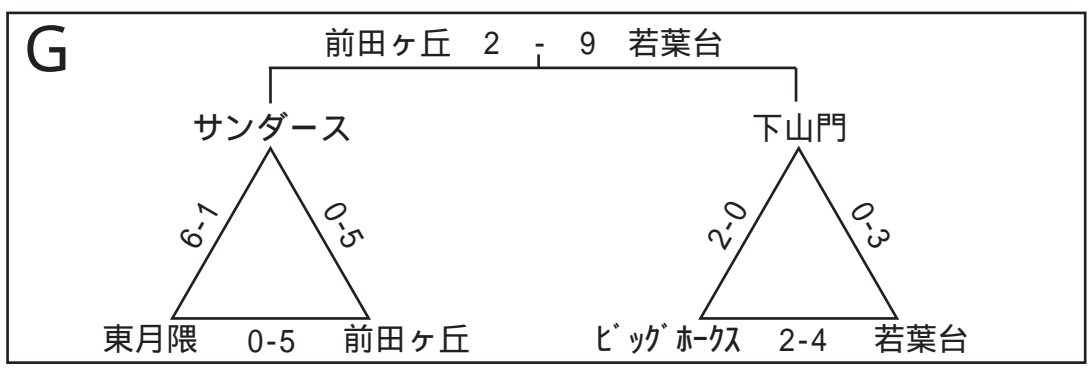 G
前田ヶ丘 2 - 9 若葉台
サンダース 下山門
6-1 0-5 2-0 0-3
東月隈 0-5 前田ヶ丘 ﾋﾞｯｸﾞﾎｰｸｽ 2-4 若葉台